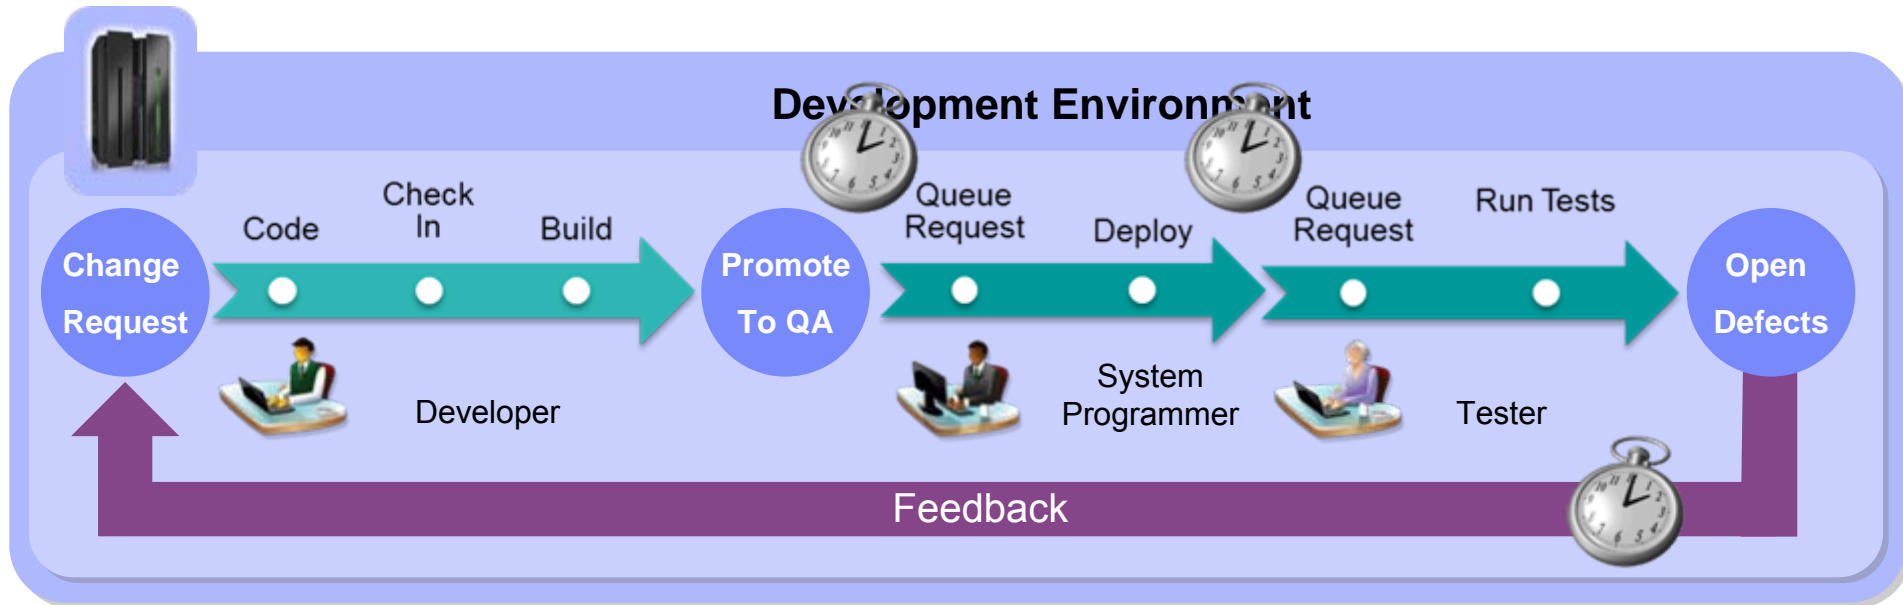 Development Environment
Code
Check
In
Build
Queue
Request
Deploy
Queue
Request
Run Tests
Change
Request
Promote
To QA
Open
Defects
Developer
System
Programmer
Tester
Feedback